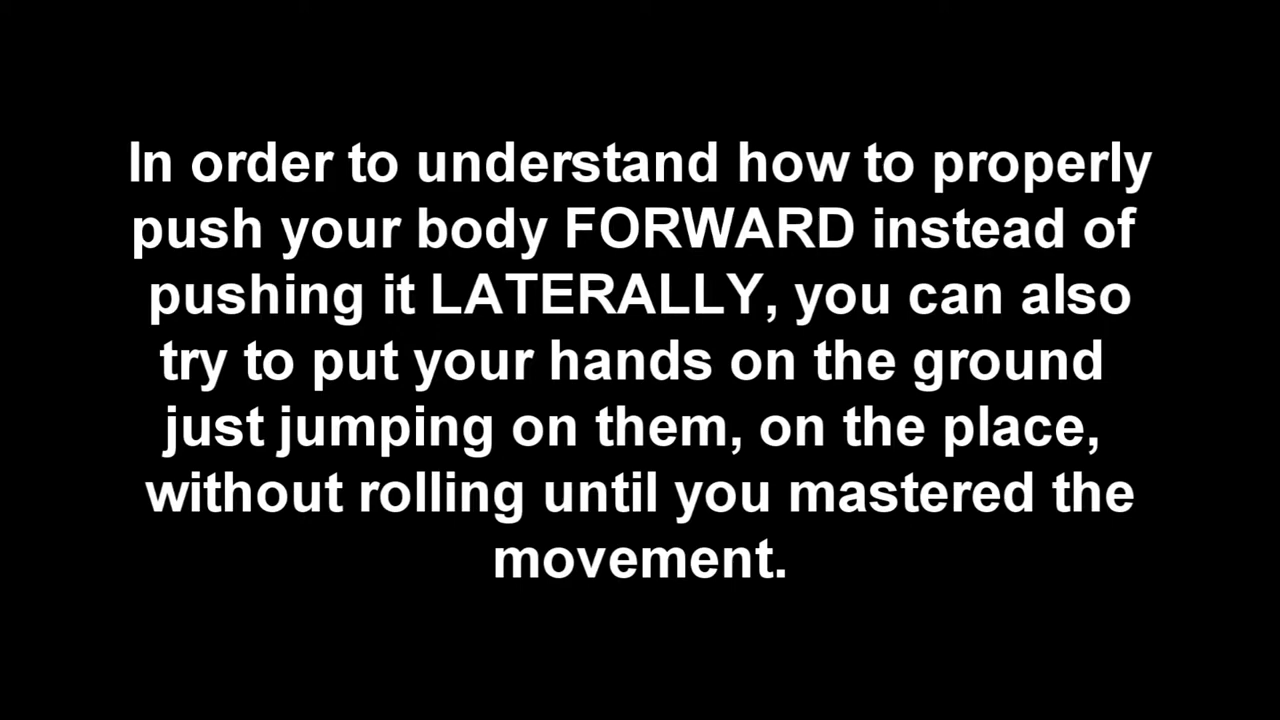 In order to understand how to properly
push your body FORWARD instead of
pushing it LATERALLY, you can also
try to put your hands on the ground
just jumping on them, on the place,
without rolling until you mastered the
movement.